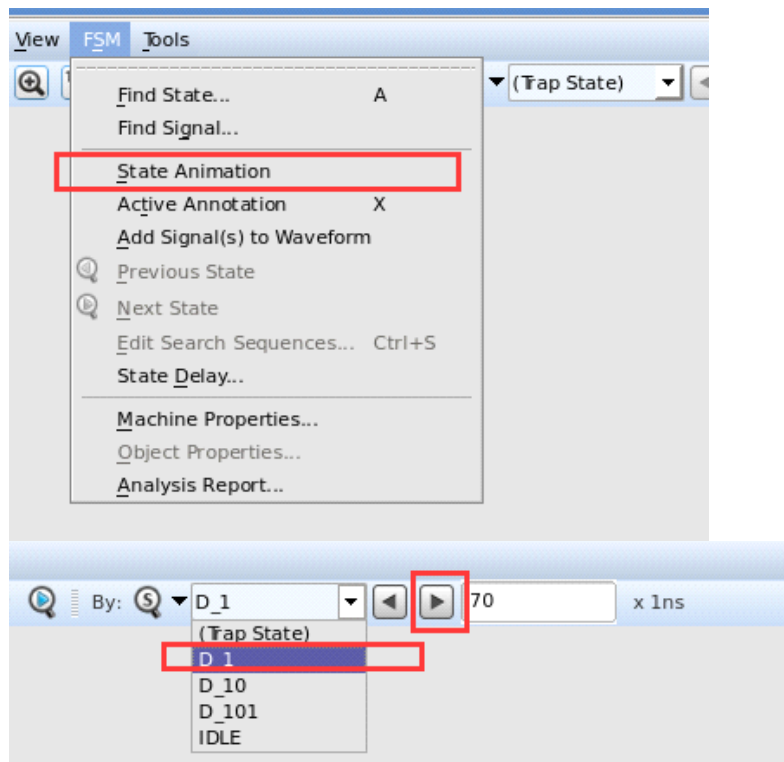 View FSM Tools
(Trap State)
Find State... A
Find Signal...
State Animation
Active Annotation X
Add Signal(s) to Waveform
Previous State
Next State
Edit Search Sequences... Ctrl+S
State Delay...
Machine Properties...
Object Properties...
Analysis Report...
By: S D_1 70 x 1ns
(Trap State)
D_1
D_10
D_101
IDLE